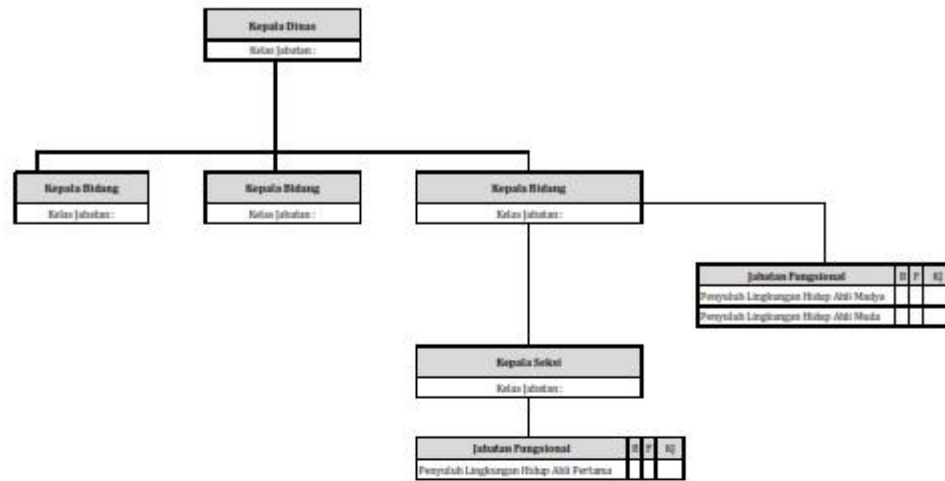 Kepala Dinas
Kelas Jabatan :
Kepala Bidang
Kelas Jabatan :
Kepala Bidang
Kelas Jabatan :
Kepala Bidang
Kelas Jabatan :
Jabatan Fungsional B P KJ
Penyuluh Lingkungan Hidup Ahli Madya
Penyuluh Lingkungan Hidup Ahli Muda
Kepala Seksi
Kelas Jabatan :
Jabatan Fungsional B P KJ
Penyuluh Lingkungan Hidup Ahli Pertama